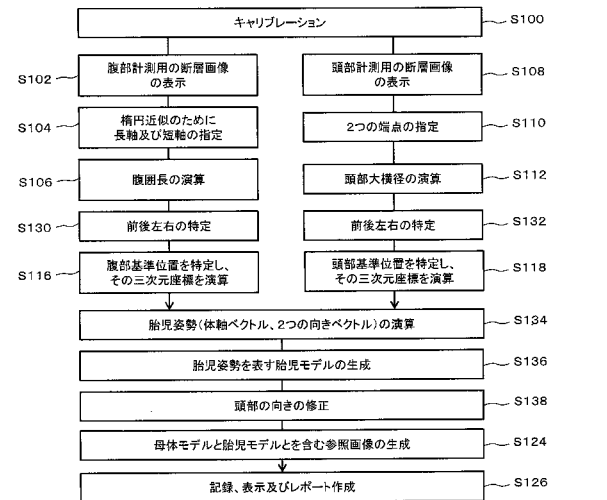 キャリブレーション
S100
腹部計測用の断層画像
の表示
S102
頭部計測用の断層画像
の表示
S108
楕円近似のために
長軸及び短軸の指定
S104
2つの端点の指定
S110
腹囲長の演算
S106
頭部大横径の演算
S112
前後左右の特定
S130
前後左右の特定
S132
腹部基準位置を特定し、
その三次元座標を演算
S116
頭部基準位置を特定し、
その三次元座標を演算
S118
胎児姿勢(体軸ベクトル、2つの向きベクトル)の演算
S134
胎児姿勢を表す胎児モデルの生成
S136
頭部の向きの修正
S138
母体モデルと胎児モデルとを含む参照画像の生成
S124
記録、表示及びレポート作成
S126